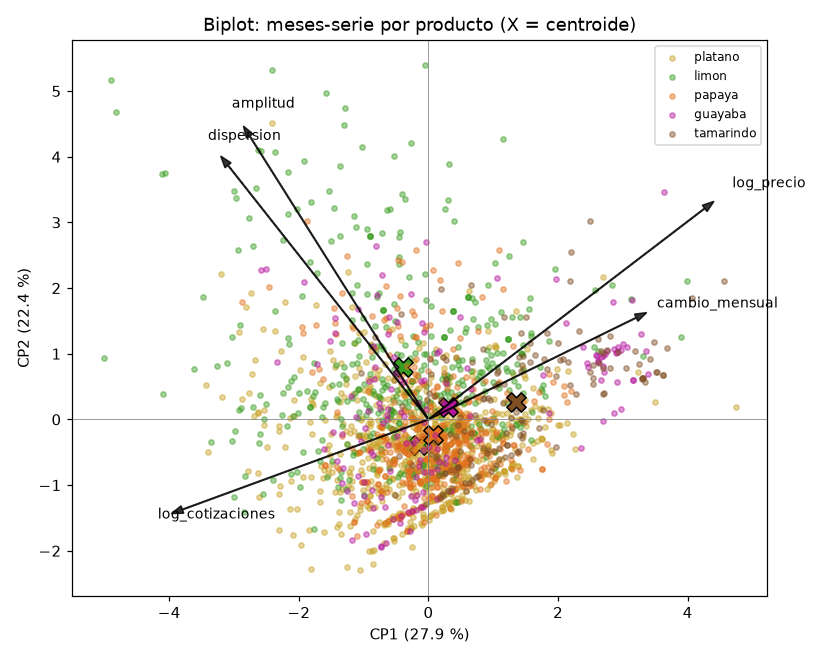 Biplot: meses-serie por producto (X = centroide)
platano
limon
papaya
guayaba
tamarindo
amplitud
dispersion
log_precio
cambio_mensual
log_cotizaciones
CP2 (22.4 %)
5
4
3
2
1
0
−1
−2
−4
−2
0
2
4
CP1 (27.9 %)